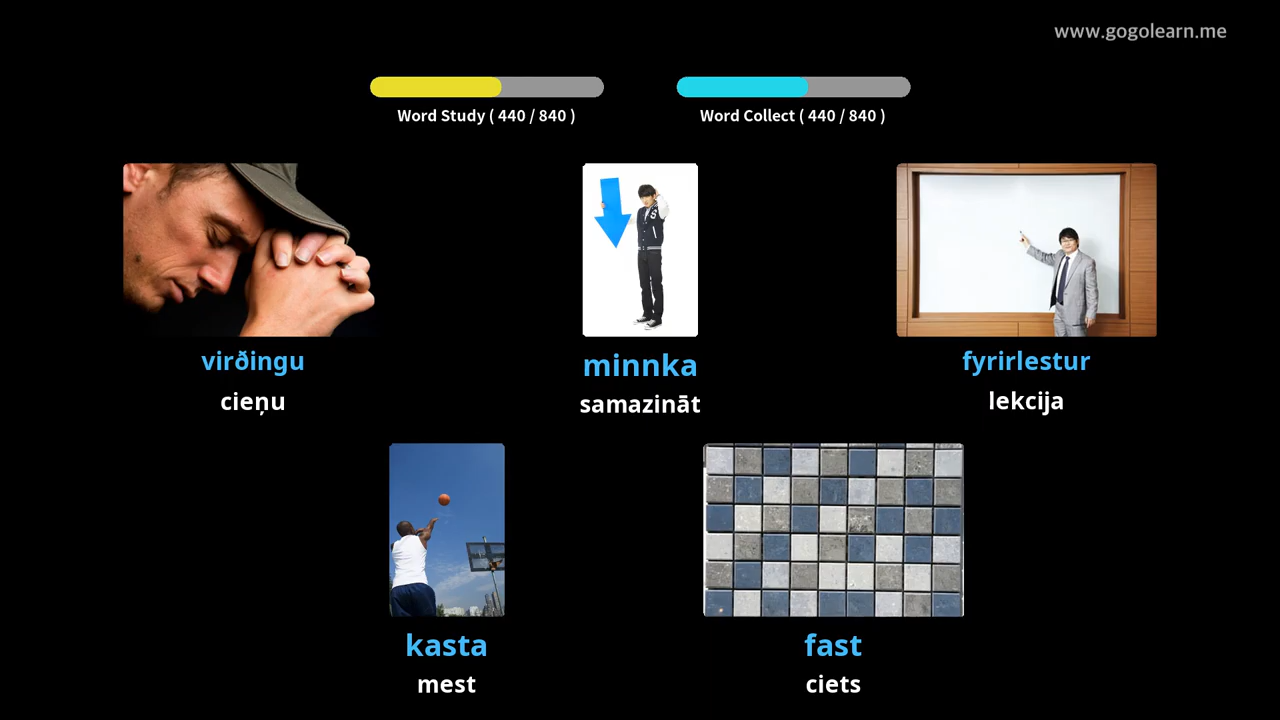 www.gogolearn.me
Word Study ( 440 / 840 )
Word Collect ( 440 / 840 )
virðingu
cieņu
minnka
samazināt
fyrirlestur
lekcija
kasta
mest
fast
ciets